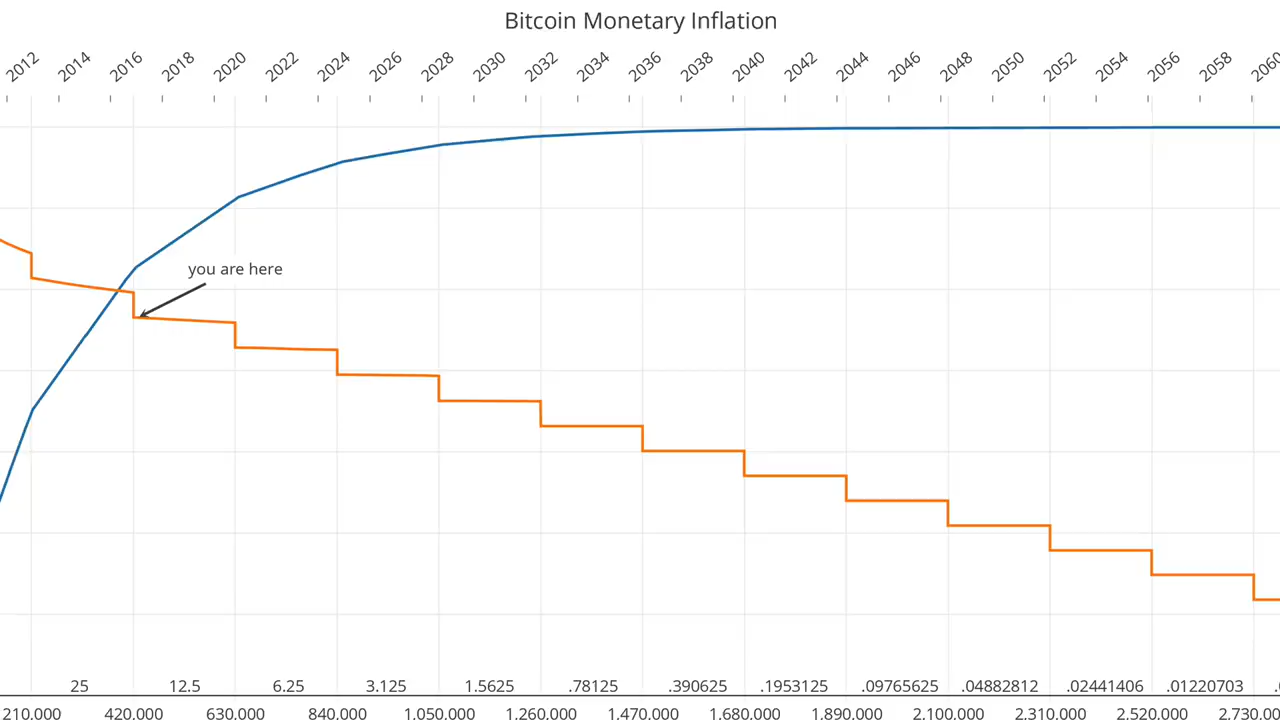 Bitcoin Monetary Inflation
2012 2014 2016 2018 2020 2022 2024 2026 2028 2030 2032 2034 2036 2038 2040 2042 2044 2046 2048 2050 2052 2054 2056 2058 2060
you are here
25 12.5 6.25 3.125 1.5625 .78125 .390625 .1953125 .09765625 .04882812 .02441406 .01220703
210.000 420.000 630.000 840.000 1.050.000 1.260.000 1.470.000 1.680.000 1.890.000 2.100.000 2.310.000 2.520.000 2.730.00